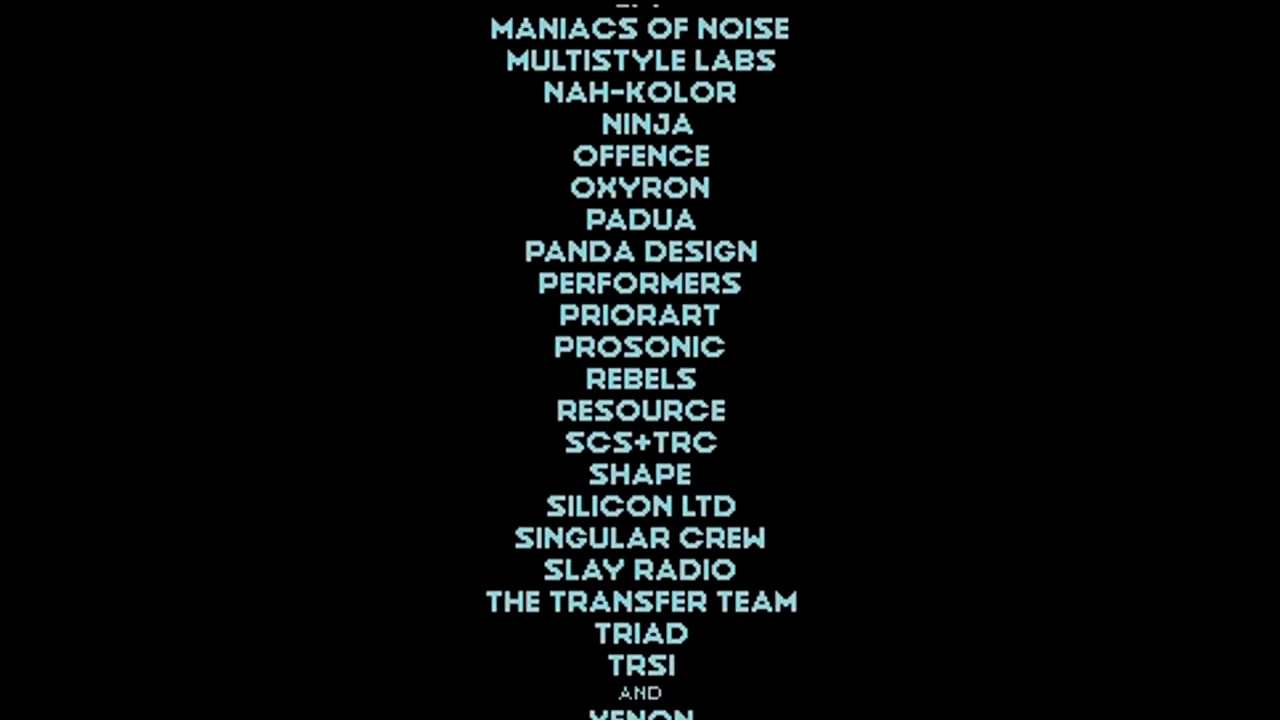 MANIACS OF NOISE
MULTISTYLE LABS
NAH-KOLOR
NINJA
OFFENCE
OXYRON
PADUA
PANDA DESIGN
PERFORMERS
PRIORART
PROSONIC
REBELS
RESOURCE
SCS+TRC
SHAPE
SILICON LTD
SINGULAR CREW
SLAY RADIO
THE TRANSFER TEAM
TRIAD
TRSI
AND
XENON